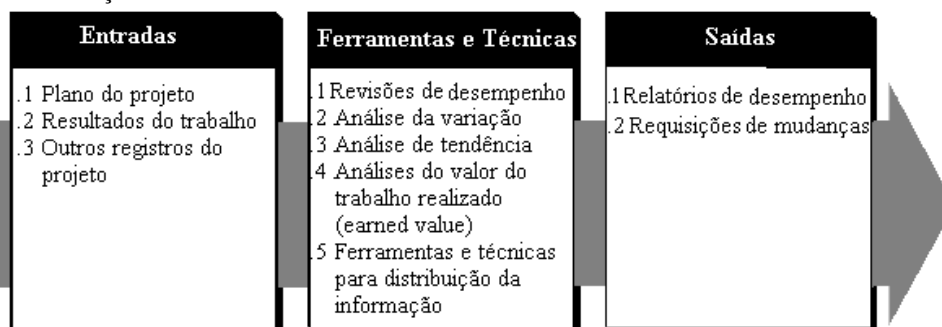 Entradas
.1 Plano do projeto
.2 Resultados do trabalho
.3 Outros registros do
projeto
Ferramentas e Técnicas
.1 Revisões de desempenho
.2 Análise da variação
.3 Análise de tendência
.4 Análises do valor do
trabalho realizado
(earned value)
.5 Ferramentas e técnicas
para distribuição da
informação
Saídas
.1 Relatórios de desempenho
.2 Requisições de mudanças